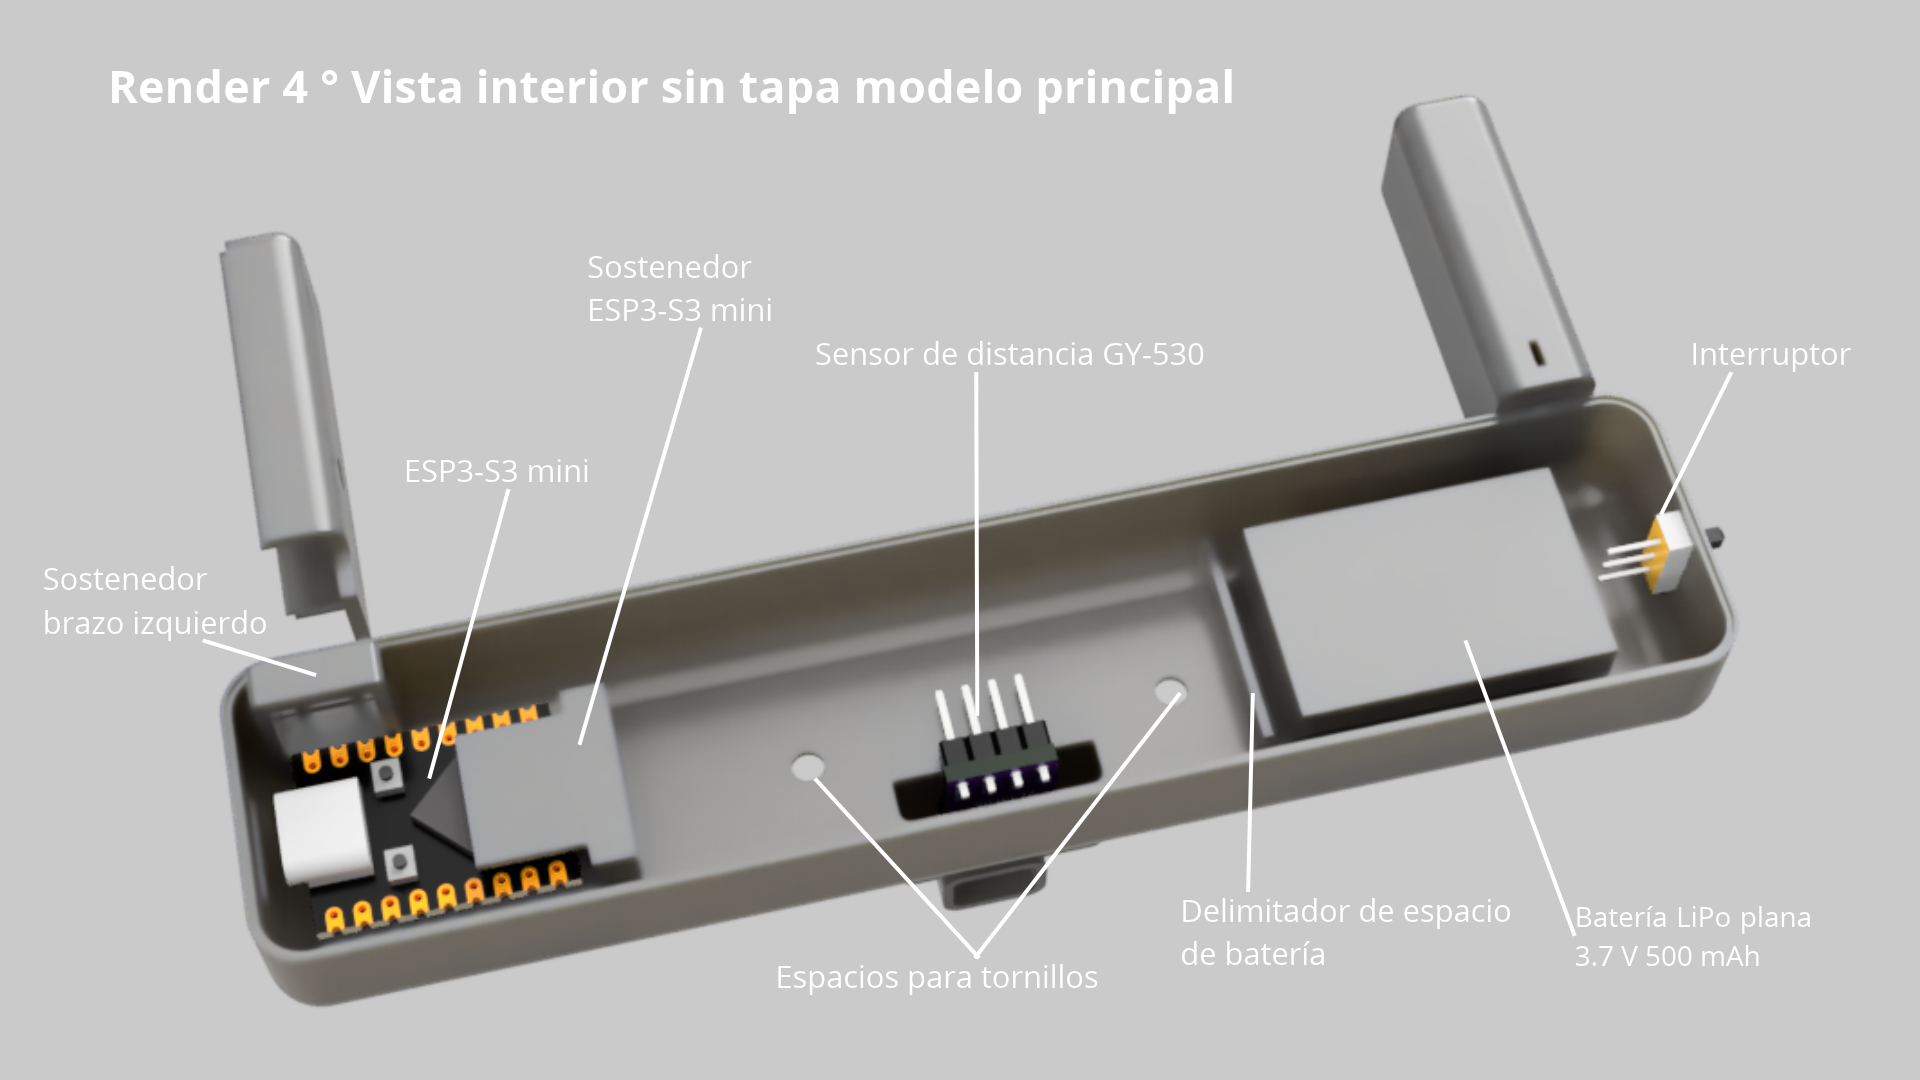 Render 4 ° Vista interior sin tapa modelo principal
Sostenedor
ESP3-S3 mini
Sensor de distancia GY-530
Interruptor
ESP3-S3 mini
Sostenedor
brazo izquierdo
Delimitador de espacio
de batería
Batería LiPo plana
3.7 V 500 mAh
Espacios para tornillos